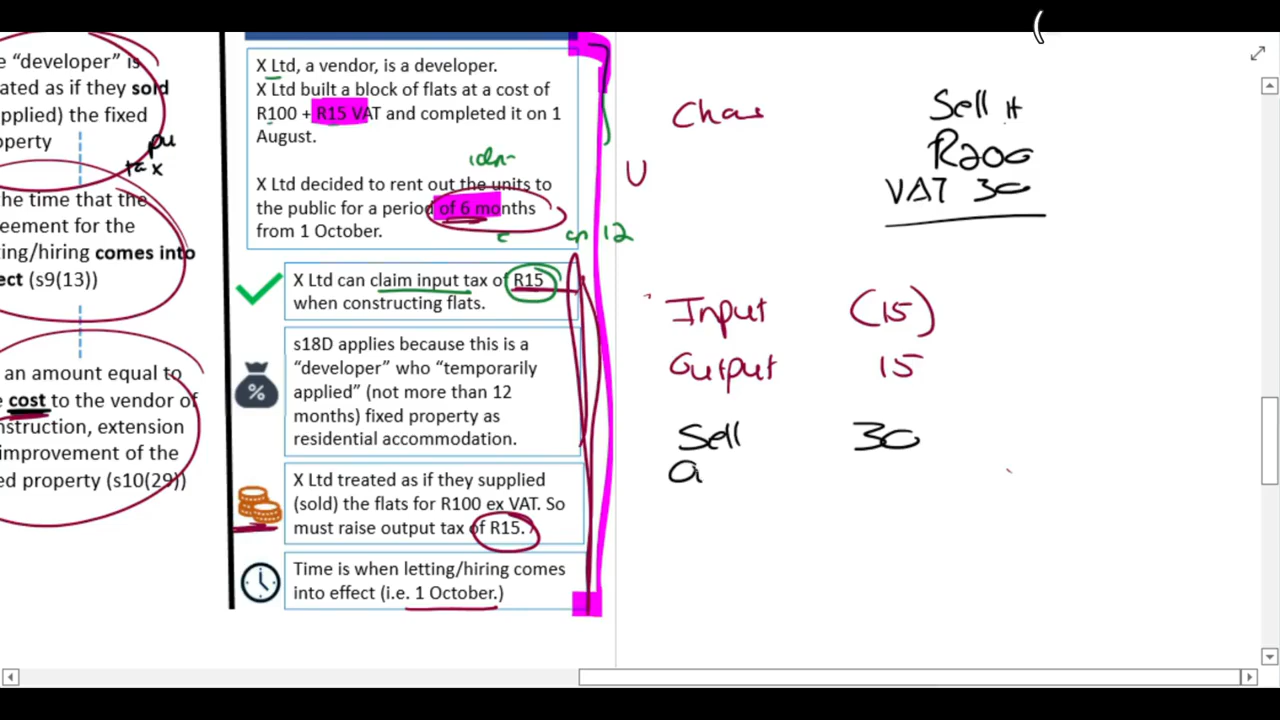 e "developer" is
ated as if they sold
pplied) the fixed
operty
pu
tax
the time that the
eement for the
ting/hiring comes into
ect (s9(13))
an amount equal to
e cost to the vendor of
nstruction, extension
improvement of the
ed property (s10(29))
X Ltd, a vendor, is a developer.
X Ltd built a block of flats at a cost of
R100 + R15 VAT and completed it on 1
August.
X Ltd decided to rent out the units to
the public for a period of 6 months
from 1 October.
12
X Ltd can claim input tax of R15
when constructing flats.
s18D applies because this is a
"developer" who "temporarily
applied" (not more than 12
months) fixed property as
residential accommodation.
X Ltd treated as if they supplied
(sold) the flats for R100 ex VAT. So
must raise output tax of R15.
Time is when letting/hiring comes
into effect (i.e. 1 October.)
U
Sell it
R200
VAT 30
Input (15)
Output 15
Sell 30
a